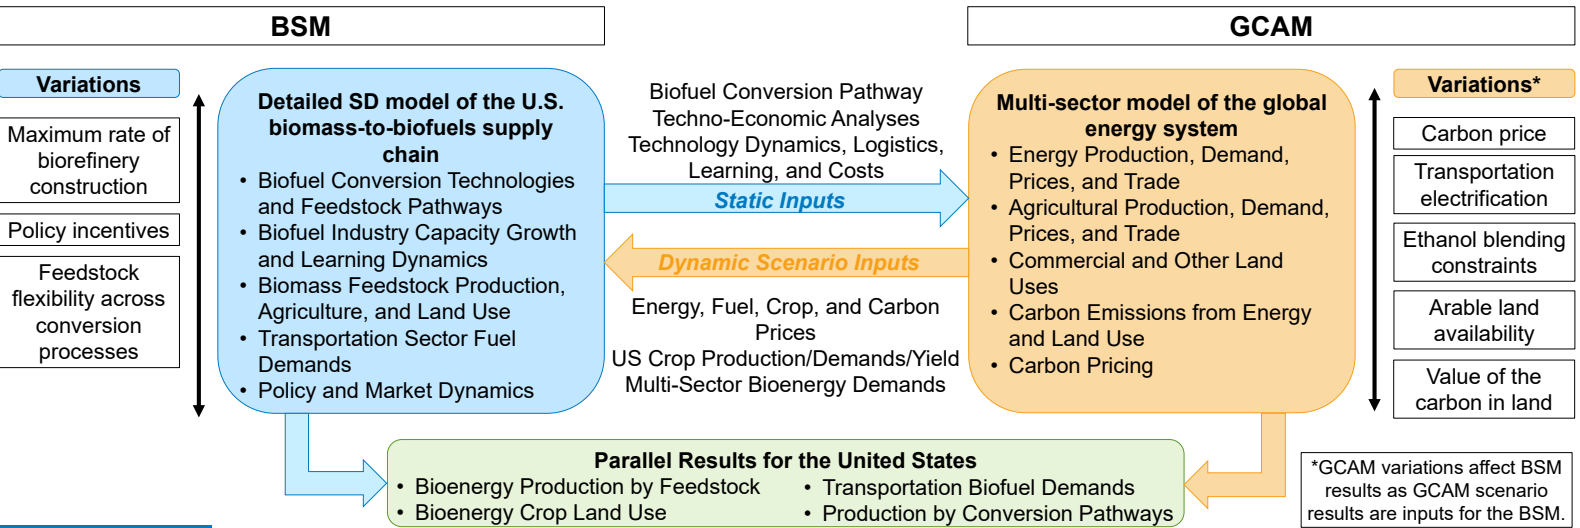 BSM
GCAM
Variations
Maximum rate of
biorefinery
construction
Policy incentives
Feedstock
flexibility across
conversion
processes
Detailed SD model of the U.S.
biomass-to-biofuels supply
chain
• Biofuel Conversion Technologies
and Feedstock Pathways
• Biofuel Industry Capacity Growth
and Learning Dynamics
• Biomass Feedstock Production,
Agriculture, and Land Use
• Transportation Sector Fuel
Demands
• Policy and Market Dynamics
Biofuel Conversion Pathway
Techno-Economic Analyses
Technology Dynamics, Logistics,
Learning, and Costs
Static Inputs
Dynamic Scenario Inputs
Energy, Fuel, Crop, and Carbon
Prices
US Crop Production/Demands/Yield
Multi-Sector Bioenergy Demands
Multi-sector model of the global
energy system
• Energy Production, Demand,
Prices, and Trade
• Agricultural Production, Demand,
Prices, and Trade
• Commercial and Other Land
Uses
• Carbon Emissions from Energy
and Land Use
• Carbon Pricing
Variations*
Carbon price
Transportation
electrification
Ethanol blending
constraints
Arable land
availability
Value of the
carbon in land
Parallel Results for the United States
• Bioenergy Production by Feedstock
• Bioenergy Crop Land Use
• Transportation Biofuel Demands
• Production by Conversion Pathways
*GCAM variations affect BSM
results as GCAM scenario
results are inputs for the BSM.